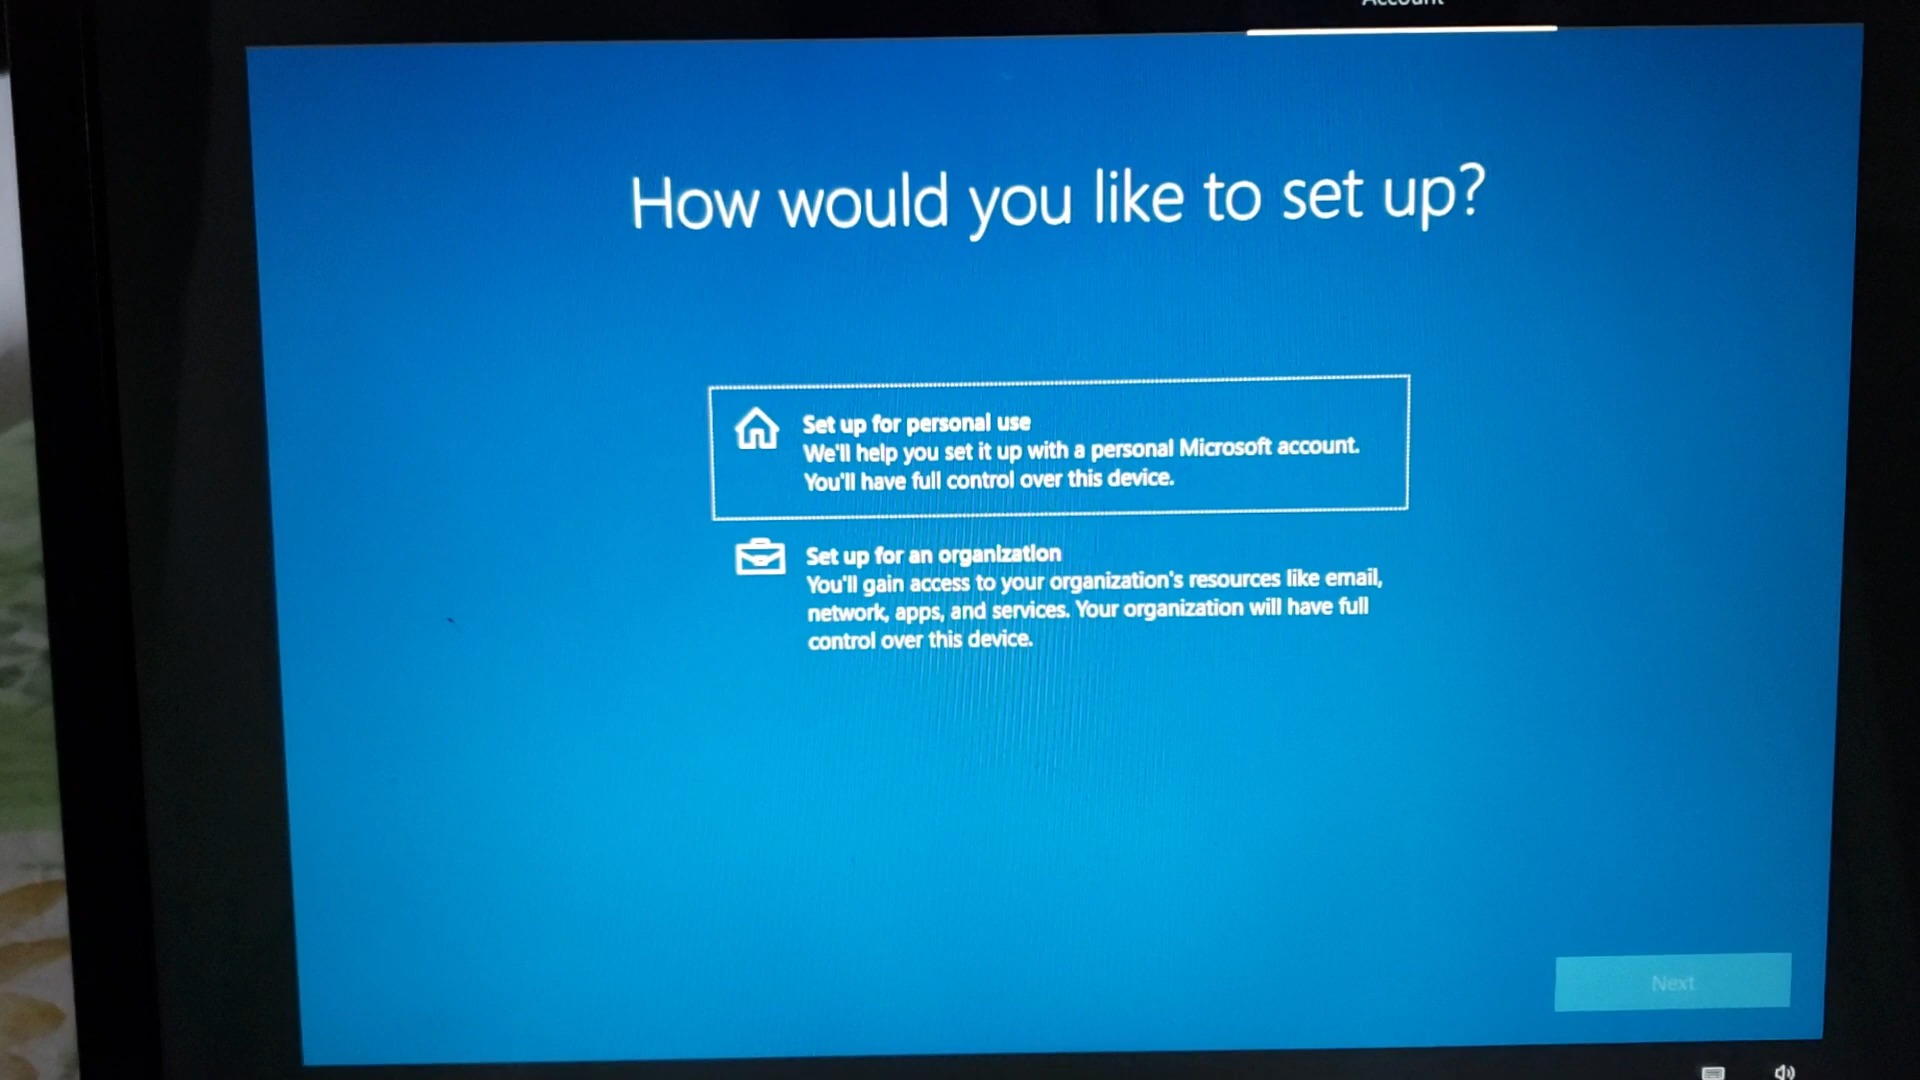 Account
How would you like to set up?
Set up for personal use
We'll help you set it up with a personal Microsoft account.
You'll have full control over this device.
Set up for an organization
You'll gain access to your organization's resources like email,
network, apps, and services. Your organization will have full
control over this device.
Next